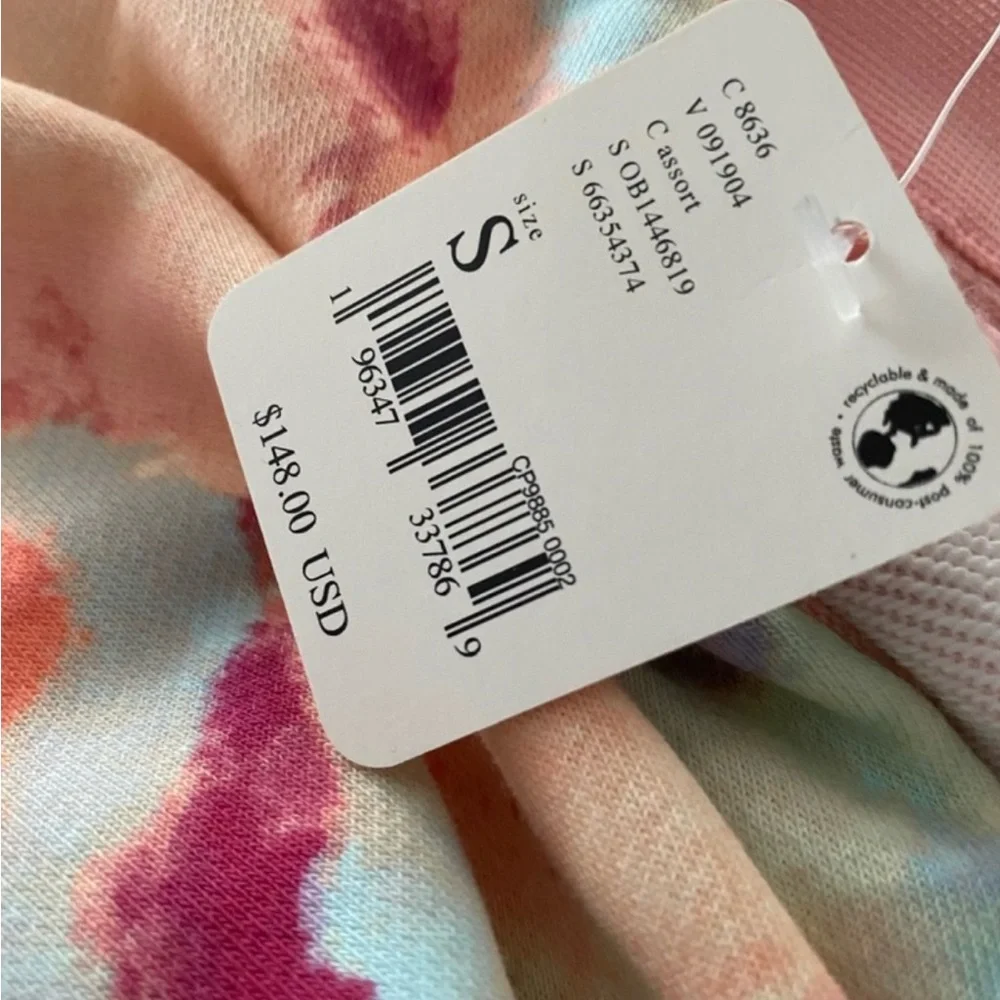 C 8636
V 091904
C assort
S OB1446819
S 66354374
size
S
CP9885 0002
1 96347 33786 9
$148.00 USD
recyclable & made of 100% post-consumer waste •